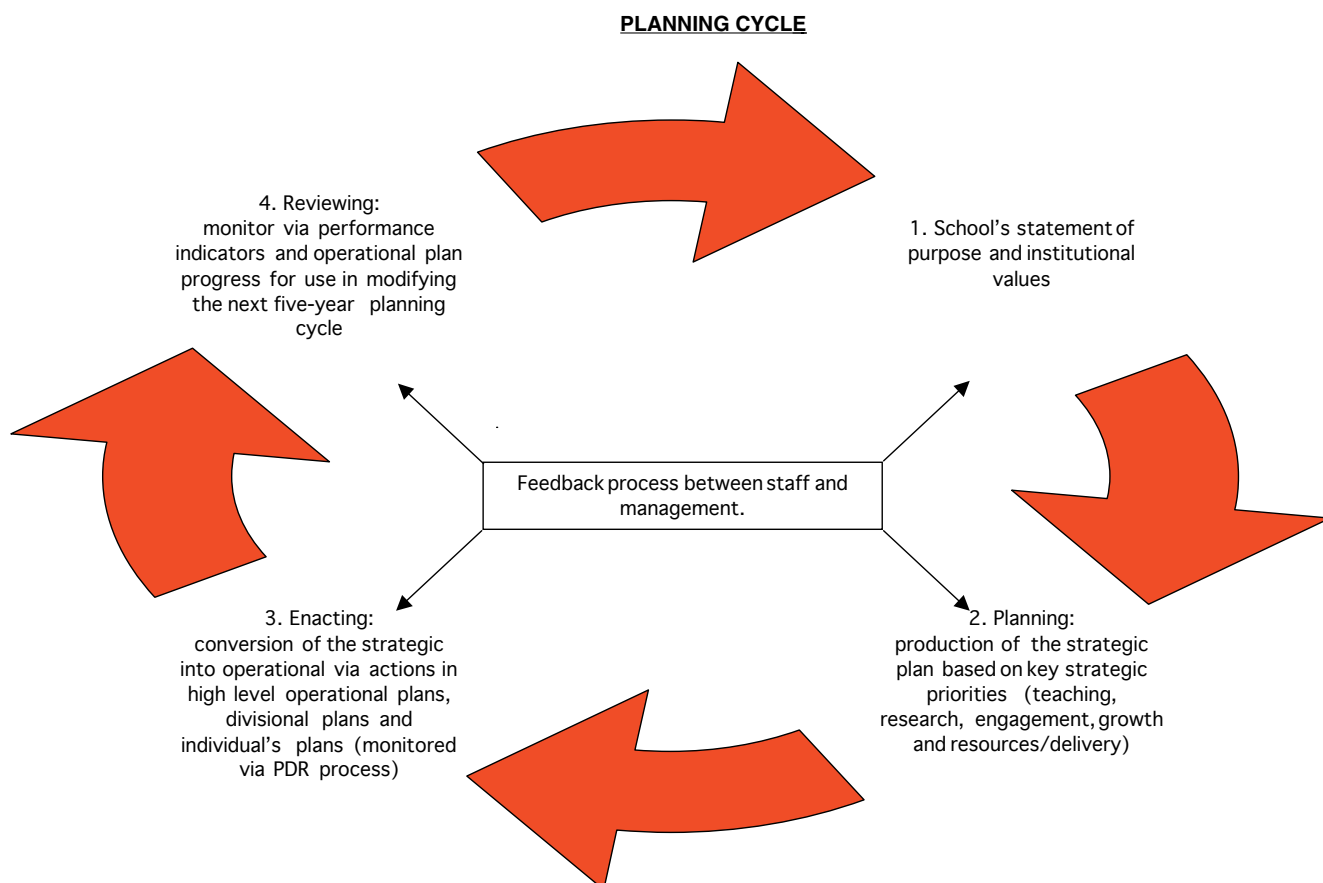 PLANNING CYCLE
4. Reviewing:
monitor via performance
indicators and operational plan
progress for use in modifying
the next five-year planning
cycle
1. School's statement of
purpose and institutional
values
Feedback process between staff and
management.
3. Enacting:
conversion of the strategic
into operational via actions in
high level operational plans,
divisional plans and
individual's plans (monitored
via PDR process)
2. Planning:
production of the strategic
plan based on key strategic
priorities (teaching,
research, engagement, growth
and resources/delivery)